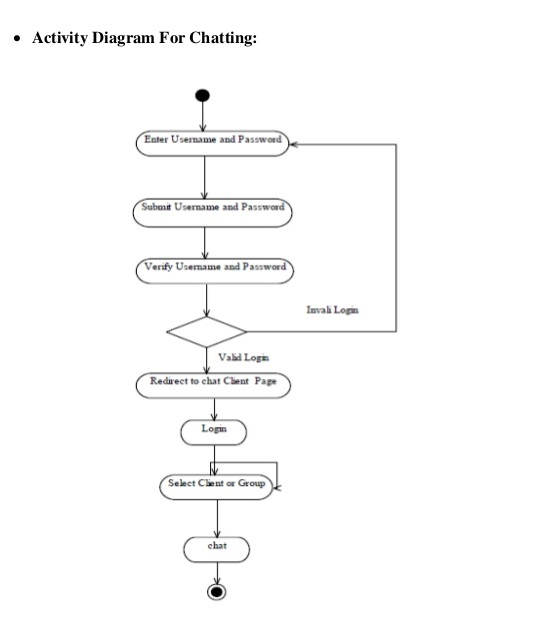 Activity Diagram For Chatting:
Enter Username and Password
Submit Username and Password
Verify Username and Password
Invali Login
Valid Login
Redirect to chat Client Page
Login
Select Client or Group
chat